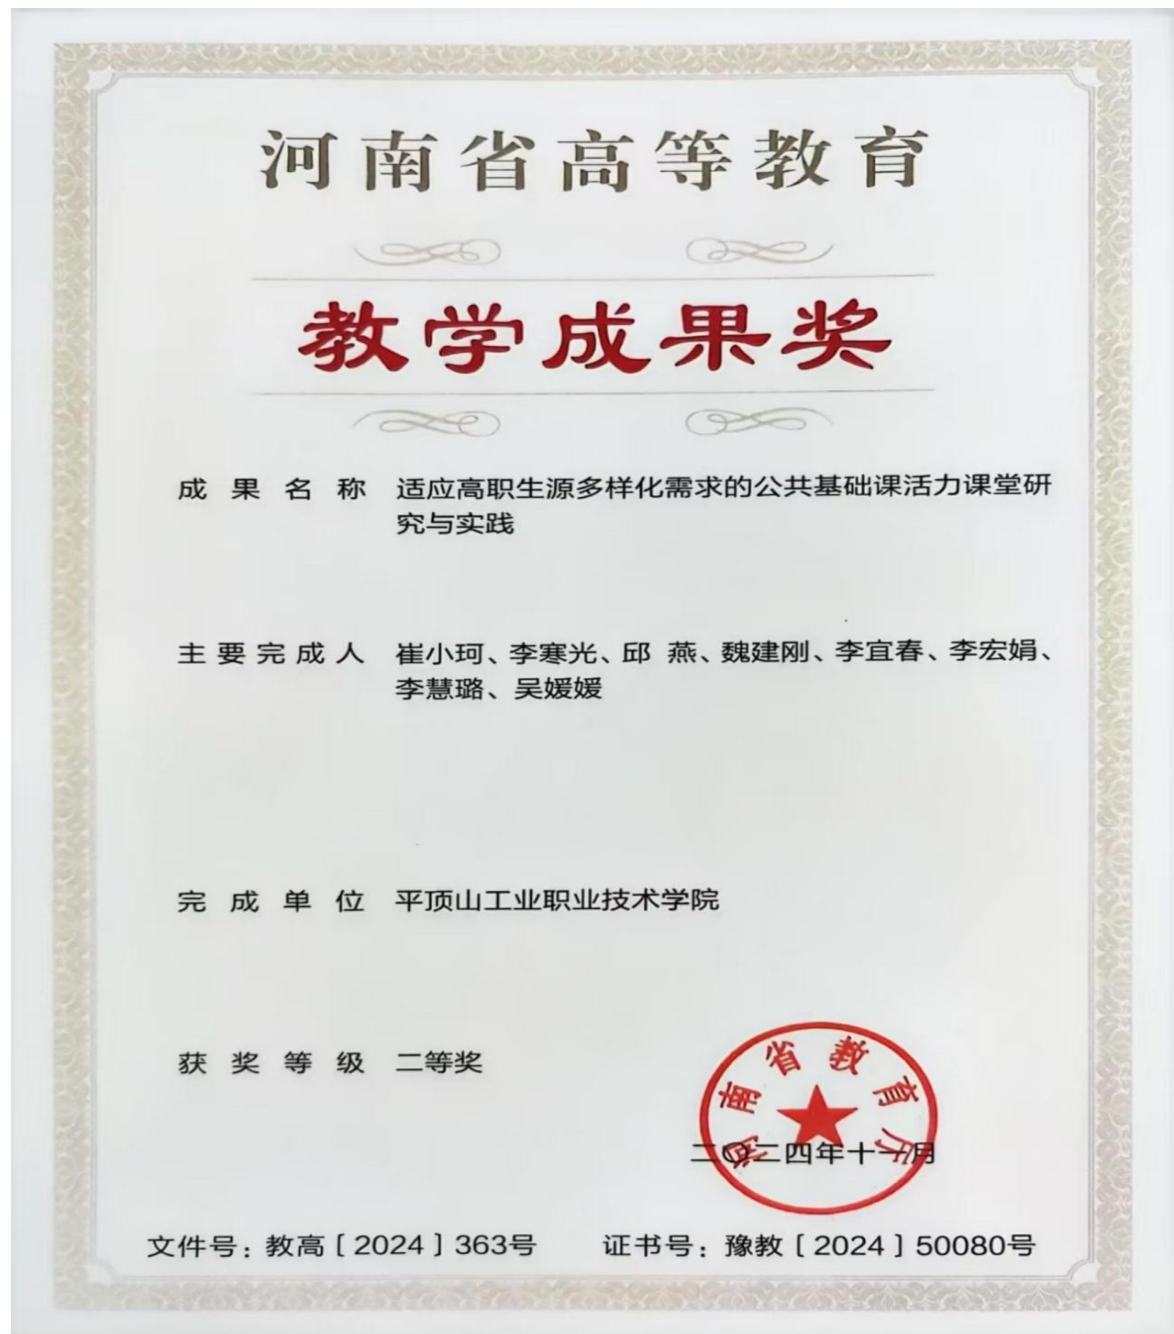 河南省高等教育
教学成果奖
成果名称 适应高职生源多样化需求的公共基础课活力课堂研
究与实践
主要完成人 崔小珂、李寒光、邱 燕、魏建刚、李宜春、李宏娟、
李慧璐、吴媛媛
完成单位 平顶山工业职业技术学院
获奖等级 二等奖
河南省教育厅
二〇二四年十一月
文件号：教高［2024］363号 证书号：豫教［2024］50080号